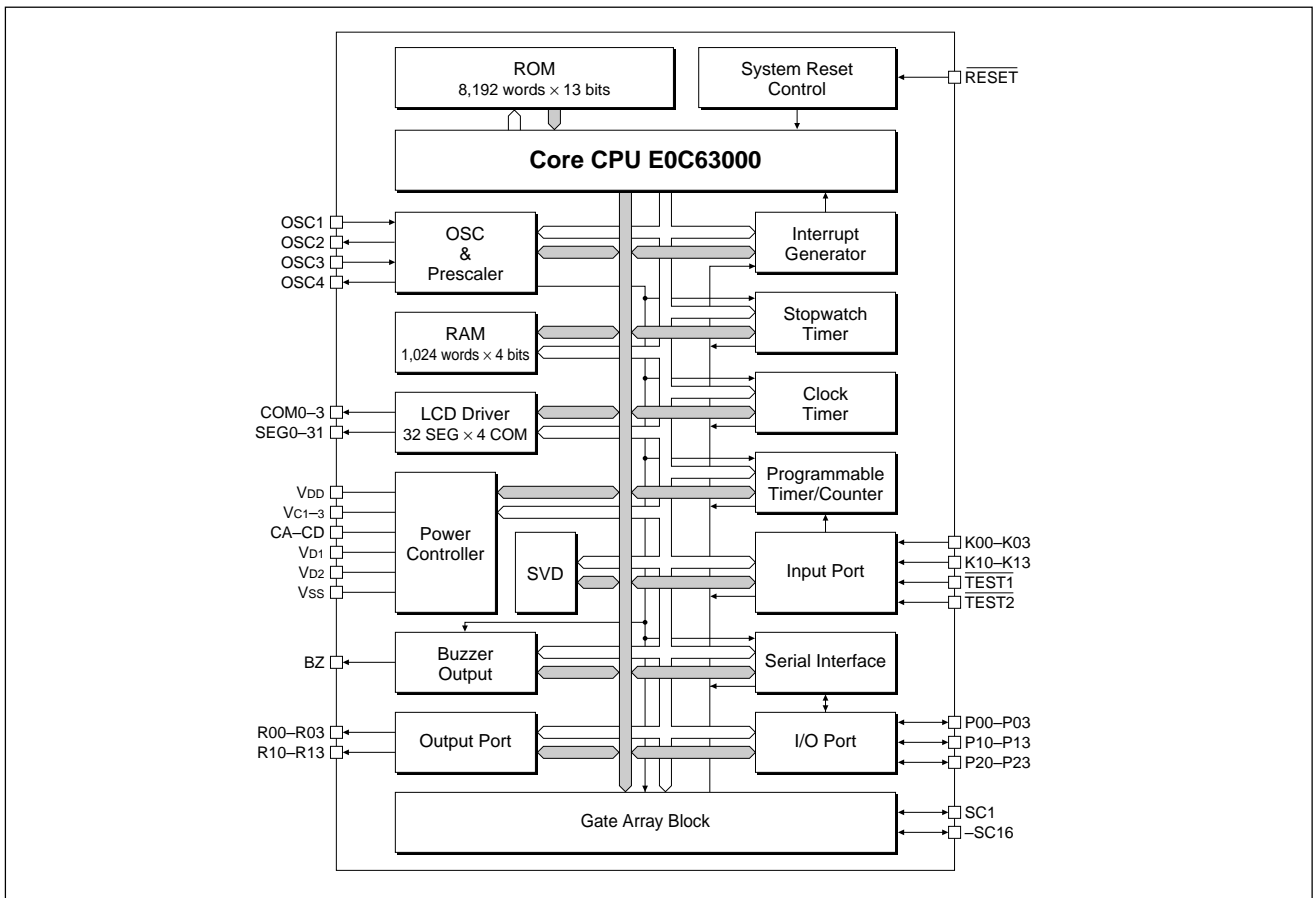 ROM
8,192 words × 13 bits
System Reset
Control
RESET
Core CPU E0C63000
OSC1
OSC2
OSC3
OSC4
OSC
&
Prescaler
Interrupt
Generator
RAM
1,024 words × 4 bits
Stopwatch
Timer
COM0–3
SEG0–31
LCD Driver
32 SEG × 4 COM
Clock
Timer
VDD
VC1–3
CA–CD
VD1
VD2
VSS
Power
Controller
SVD
Programmable
Timer/Counter
Input Port
K00–K03
K10–K13
TEST1
TEST2
BZ
Buzzer
Output
Serial Interface
R00–R03
R10–R13
Output Port
I/O Port
P00–P03
P10–P13
P20–P23
Gate Array Block
SC1
–SC16